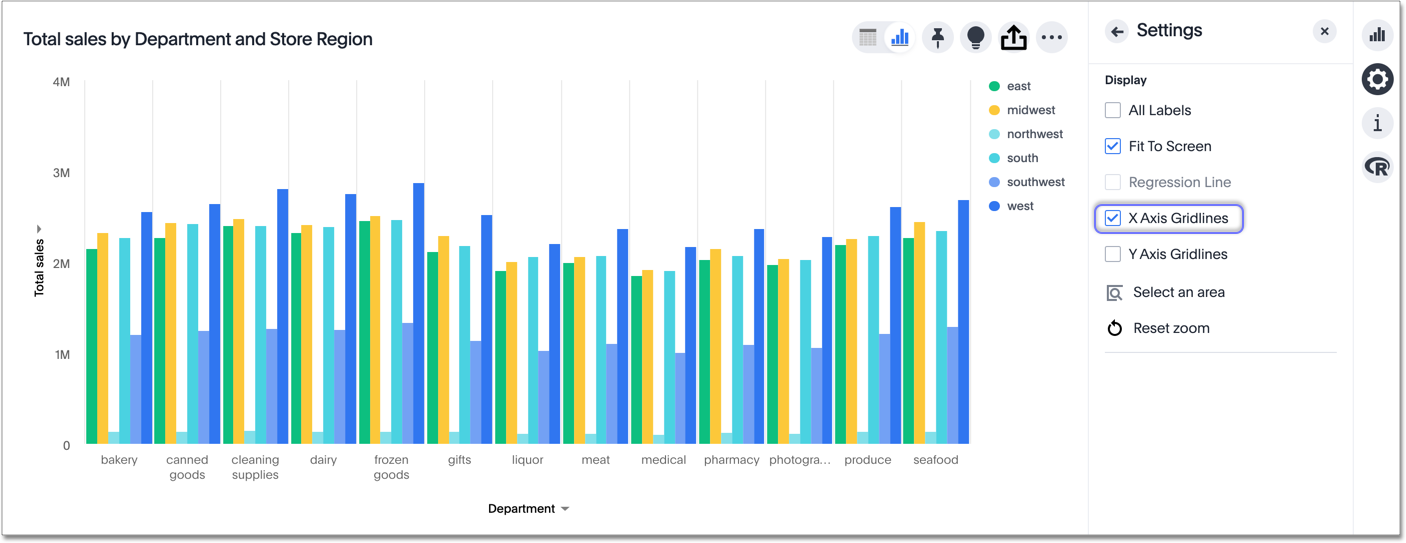 Total sales by Department and Store Region
4M
3M
2M
1M
0
Total sales
bakery
canned
goods
cleaning
supplies
dairy
frozen
goods
gifts
liquor
meat
medical
pharmacy
photogra...
produce
seafood
Department
east
midwest
northwest
south
southwest
west
Settings
Display
All Labels
Fit To Screen
Regression Line
X Axis Gridlines
Y Axis Gridlines
Select an area
Reset zoom
i
R